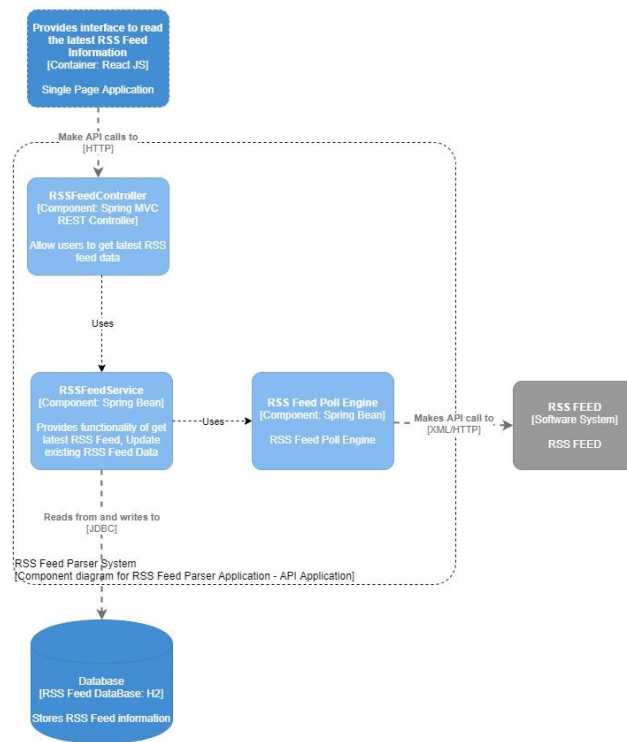 Provides interface to read
the latest RSS Feed
Information
[Container: React JS]
Single Page Application
Make API calls to
[HTTP]
RSSFeedController
[Component: Spring MVC
REST Controller]
Allow users to get latest RSS
feed data
Uses
RSSFeedService
[Component: Spring Bean]
Provides functionality of get
latest RSS Feed, Update
existing RSS Feed Data
Uses
RSS Feed Poll Engine
[Component: Spring Bean]
RSS Feed Poll Engine
Makes API call to
[XML/HTTP]
RSS FEED
[Software System]
RSS FEED
Reads from and writes to
[JDBC]
RSS Feed Parser System
[Component diagram for RSS Feed Parser Application - API Application]
Database
[RSS Feed DataBase: H2]
Stores RSS Feed information